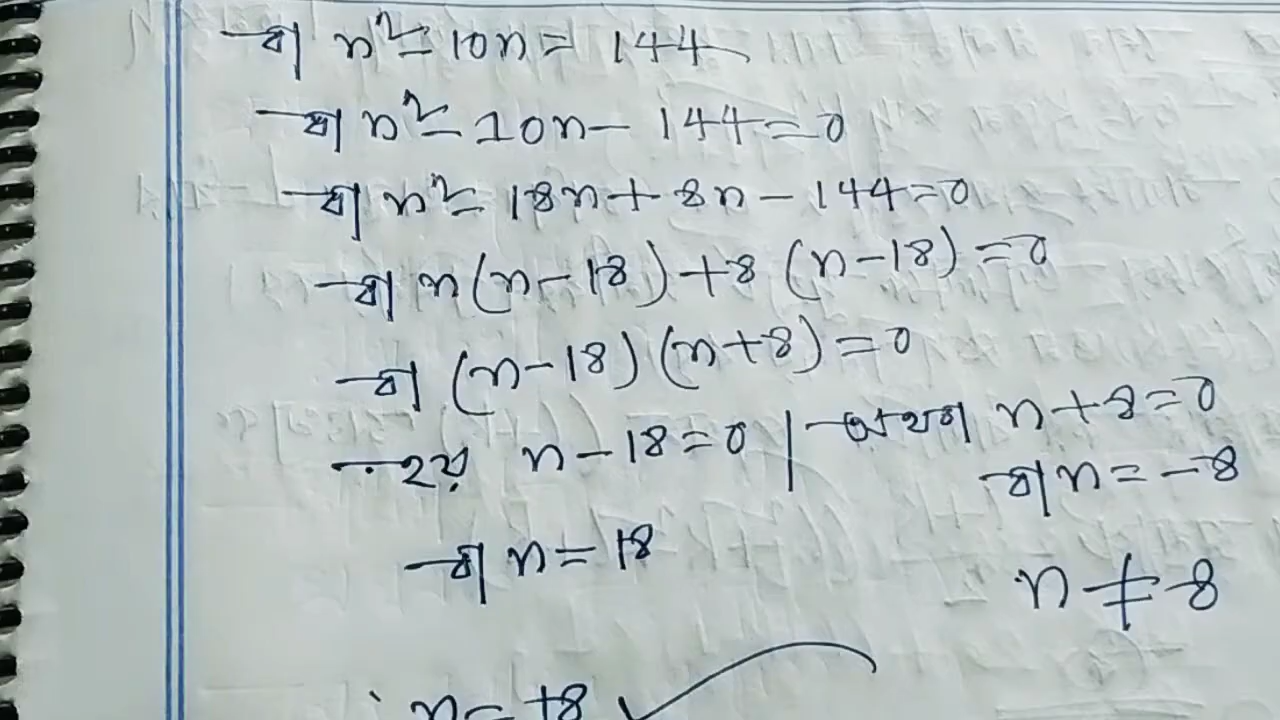 বা n² = 10n = 144
বা n² - 10n - 144 = 0
বা n² = 18n + 8n - 144 = 0
বা n(n - 18) + 8 (n - 18) = 0
বা (n - 18) (n + 8) = 0
হয় n - 18 = 0 | অথবা n + 8 = 0
বা n = -8
বা n = 18
n ≠ -8
n = +8 ✓